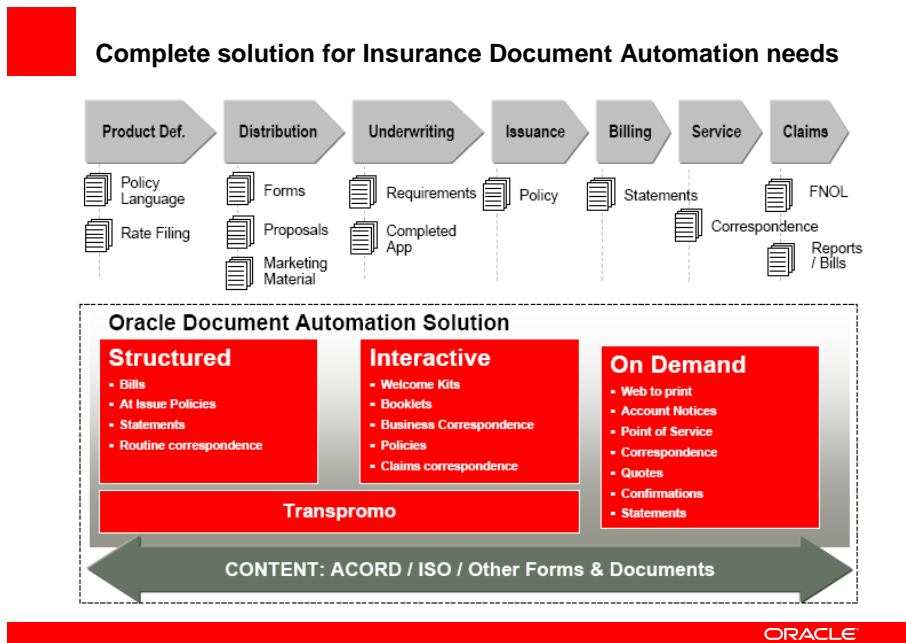 Complete solution for Insurance Document Automation needs
Product Def.
Distribution
Underwriting
Issuance
Billing
Service
Claims
Policy
Language
Rate Filing
Forms
Proposals
Marketing
Material
Requirements
Completed
App
Policy
Statements
Correspondence
FNOL
Reports
/ Bills
Oracle Document Automation Solution
Structured
▪ Bills
▪ At Issue Policies
▪ Statements
▪ Routine correspondence
Interactive
▪ Welcome Kits
▪ Booklets
▪ Business Correspondence
▪ Policies
▪ Claims correspondence
On Demand
▪ Web to print
▪ Account Notices
▪ Point of Service
▪ Correspondence
▪ Quotes
▪ Confirmations
▪ Statements
Transpromo
CONTENT: ACORD / ISO / Other Forms & Documents
ORACLE